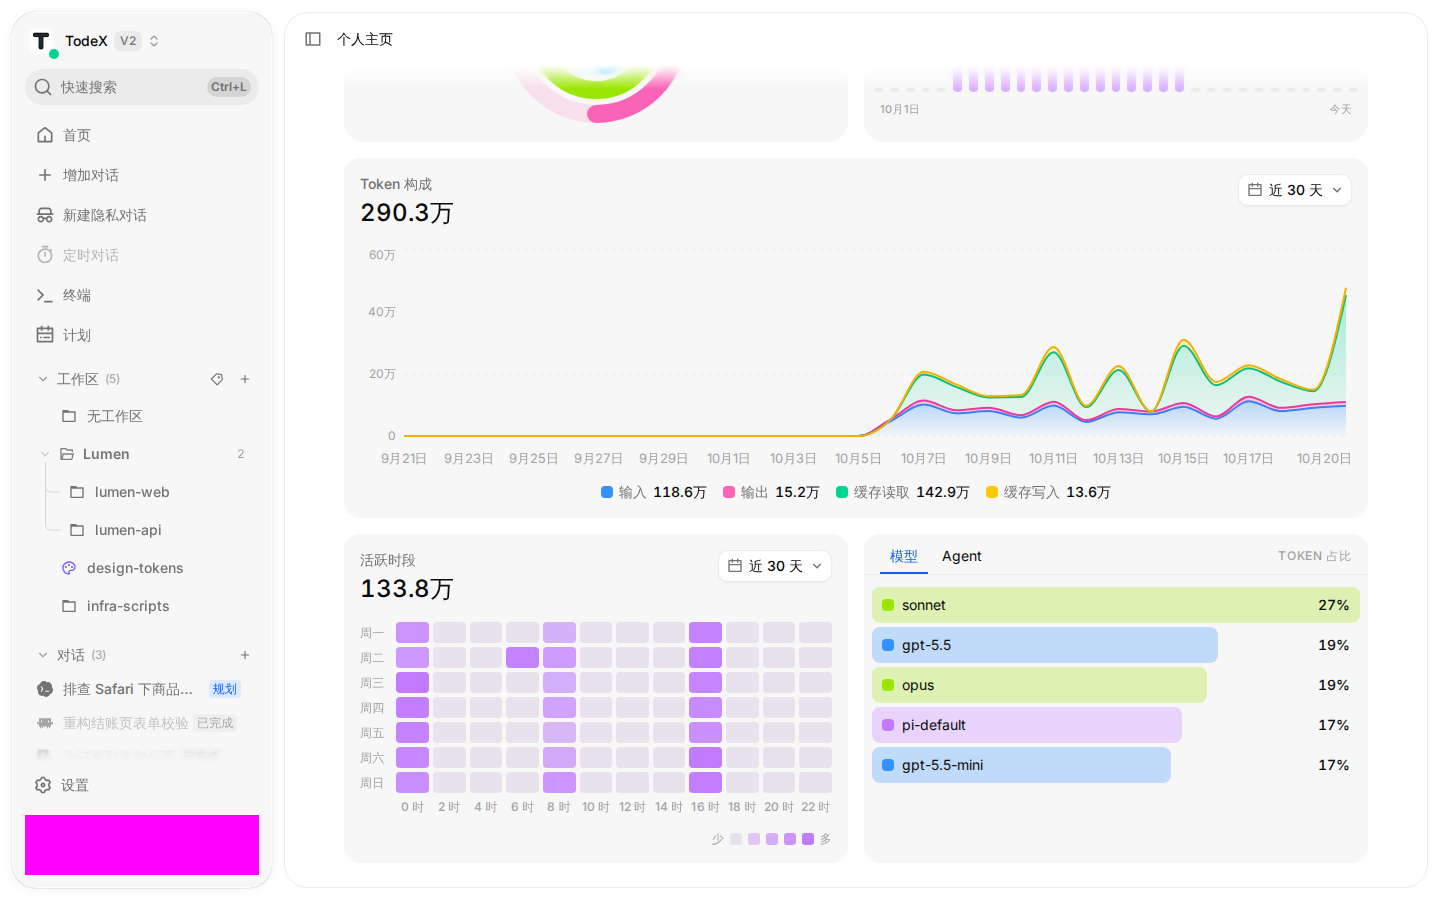 TodeX V2
快速搜索 Ctrl+L
首页
增加对话
新建隐私对话
定时对话
终端
计划
工作区 (5)
无工作区
Lumen 2
lumen-web
lumen-api
design-tokens
infra-scripts
对话 (3)
排查 Safari 下商品... 规划
重构结账页表单校验 已完成
设置
个人主页
10月1日 今天
Token 构成
290.3万
近 30 天
60万
40万
20万
0
9月21日 9月23日 9月25日 9月27日 9月29日 10月1日 10月3日 10月5日 10月7日 10月9日 10月11日 10月13日 10月15日 10月17日 10月20日
输入 118.6万 输出 15.2万 缓存读取 142.9万 缓存写入 13.6万
活跃时段
133.8万
近 30 天
周一
周二
周三
周四
周五
周六
周日
0 时 2 时 4 时 6 时 8 时 10 时 12 时 14 时 16 时 18 时 20 时 22 时
少 多
模型 Agent TOKEN 占比
sonnet 27%
gpt-5.5 19%
opus 19%
pi-default 17%
gpt-5.5-mini 17%